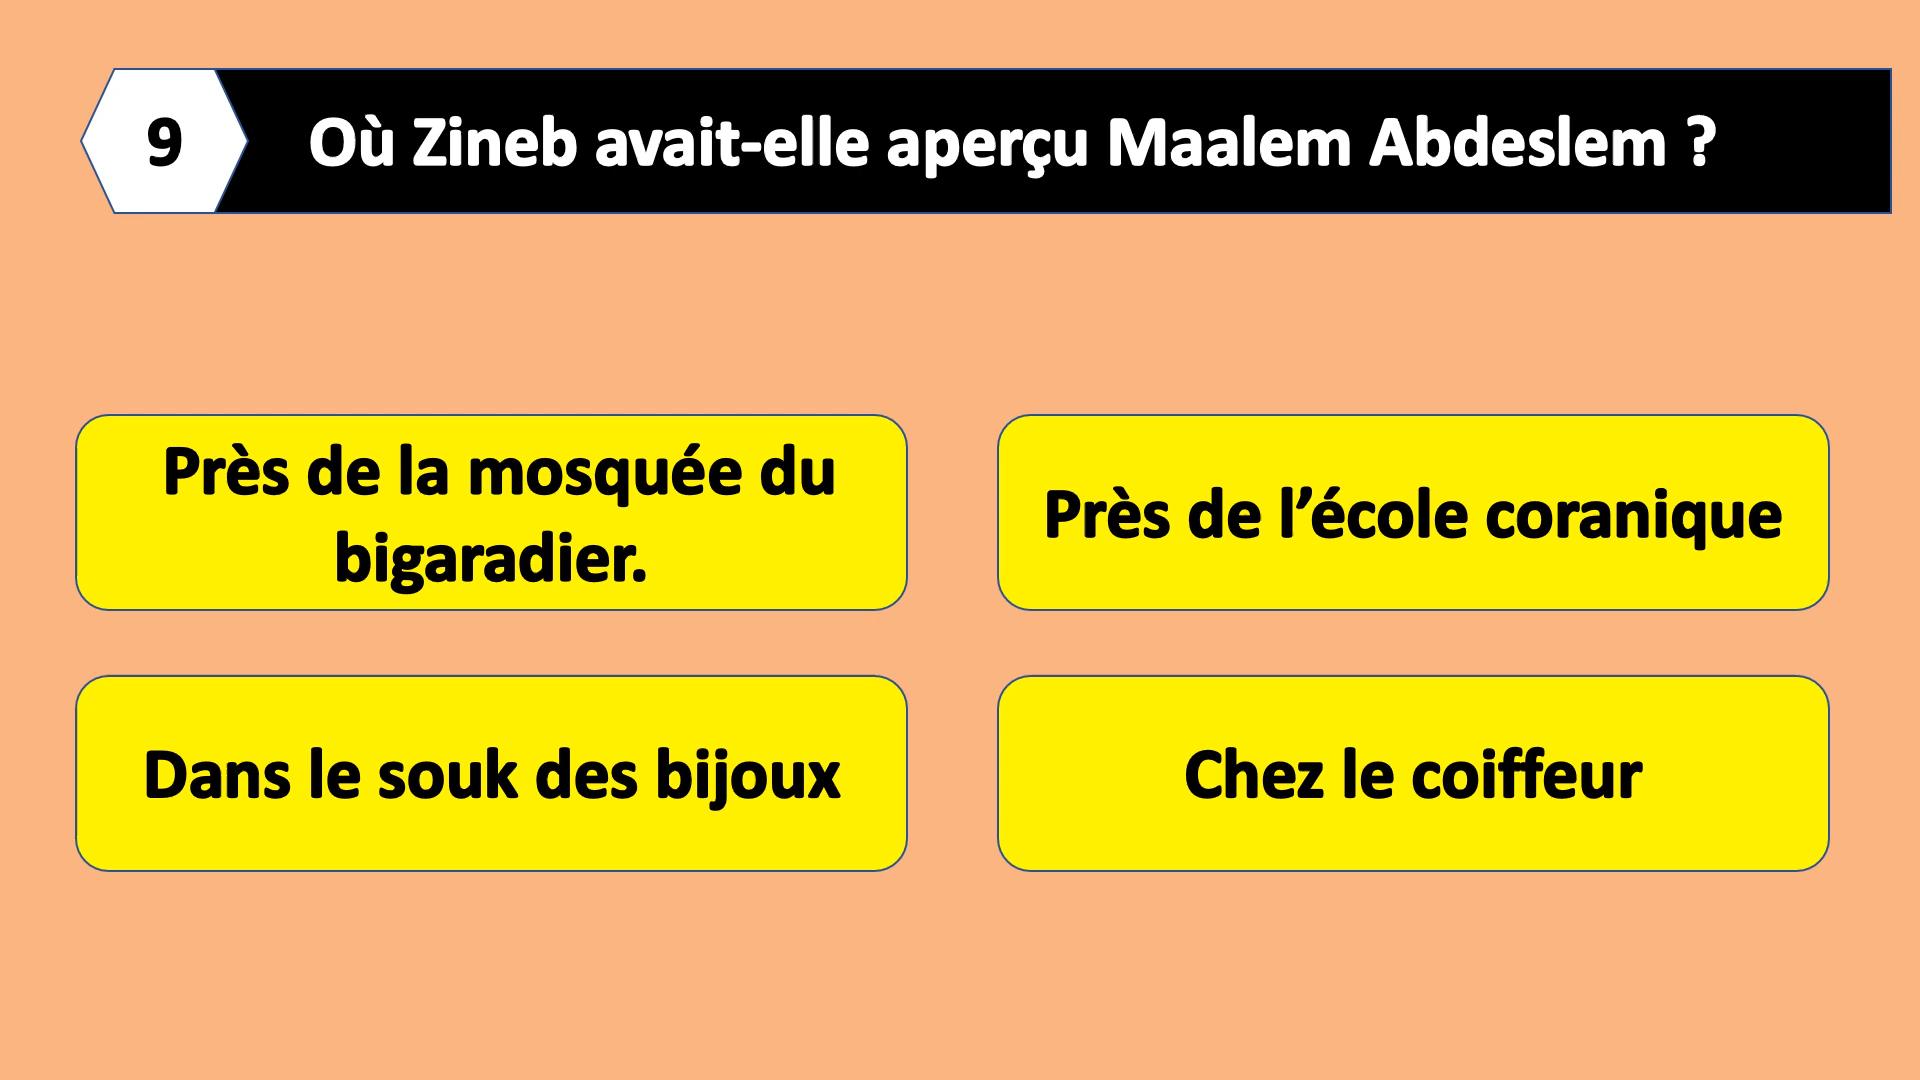 9
Où Zineb avait-elle aperçu Maalem Abdeslem ?
Près de la mosquée du
bigaradier.
Près de l’école coranique
Dans le souk des bijoux
Chez le coiffeur